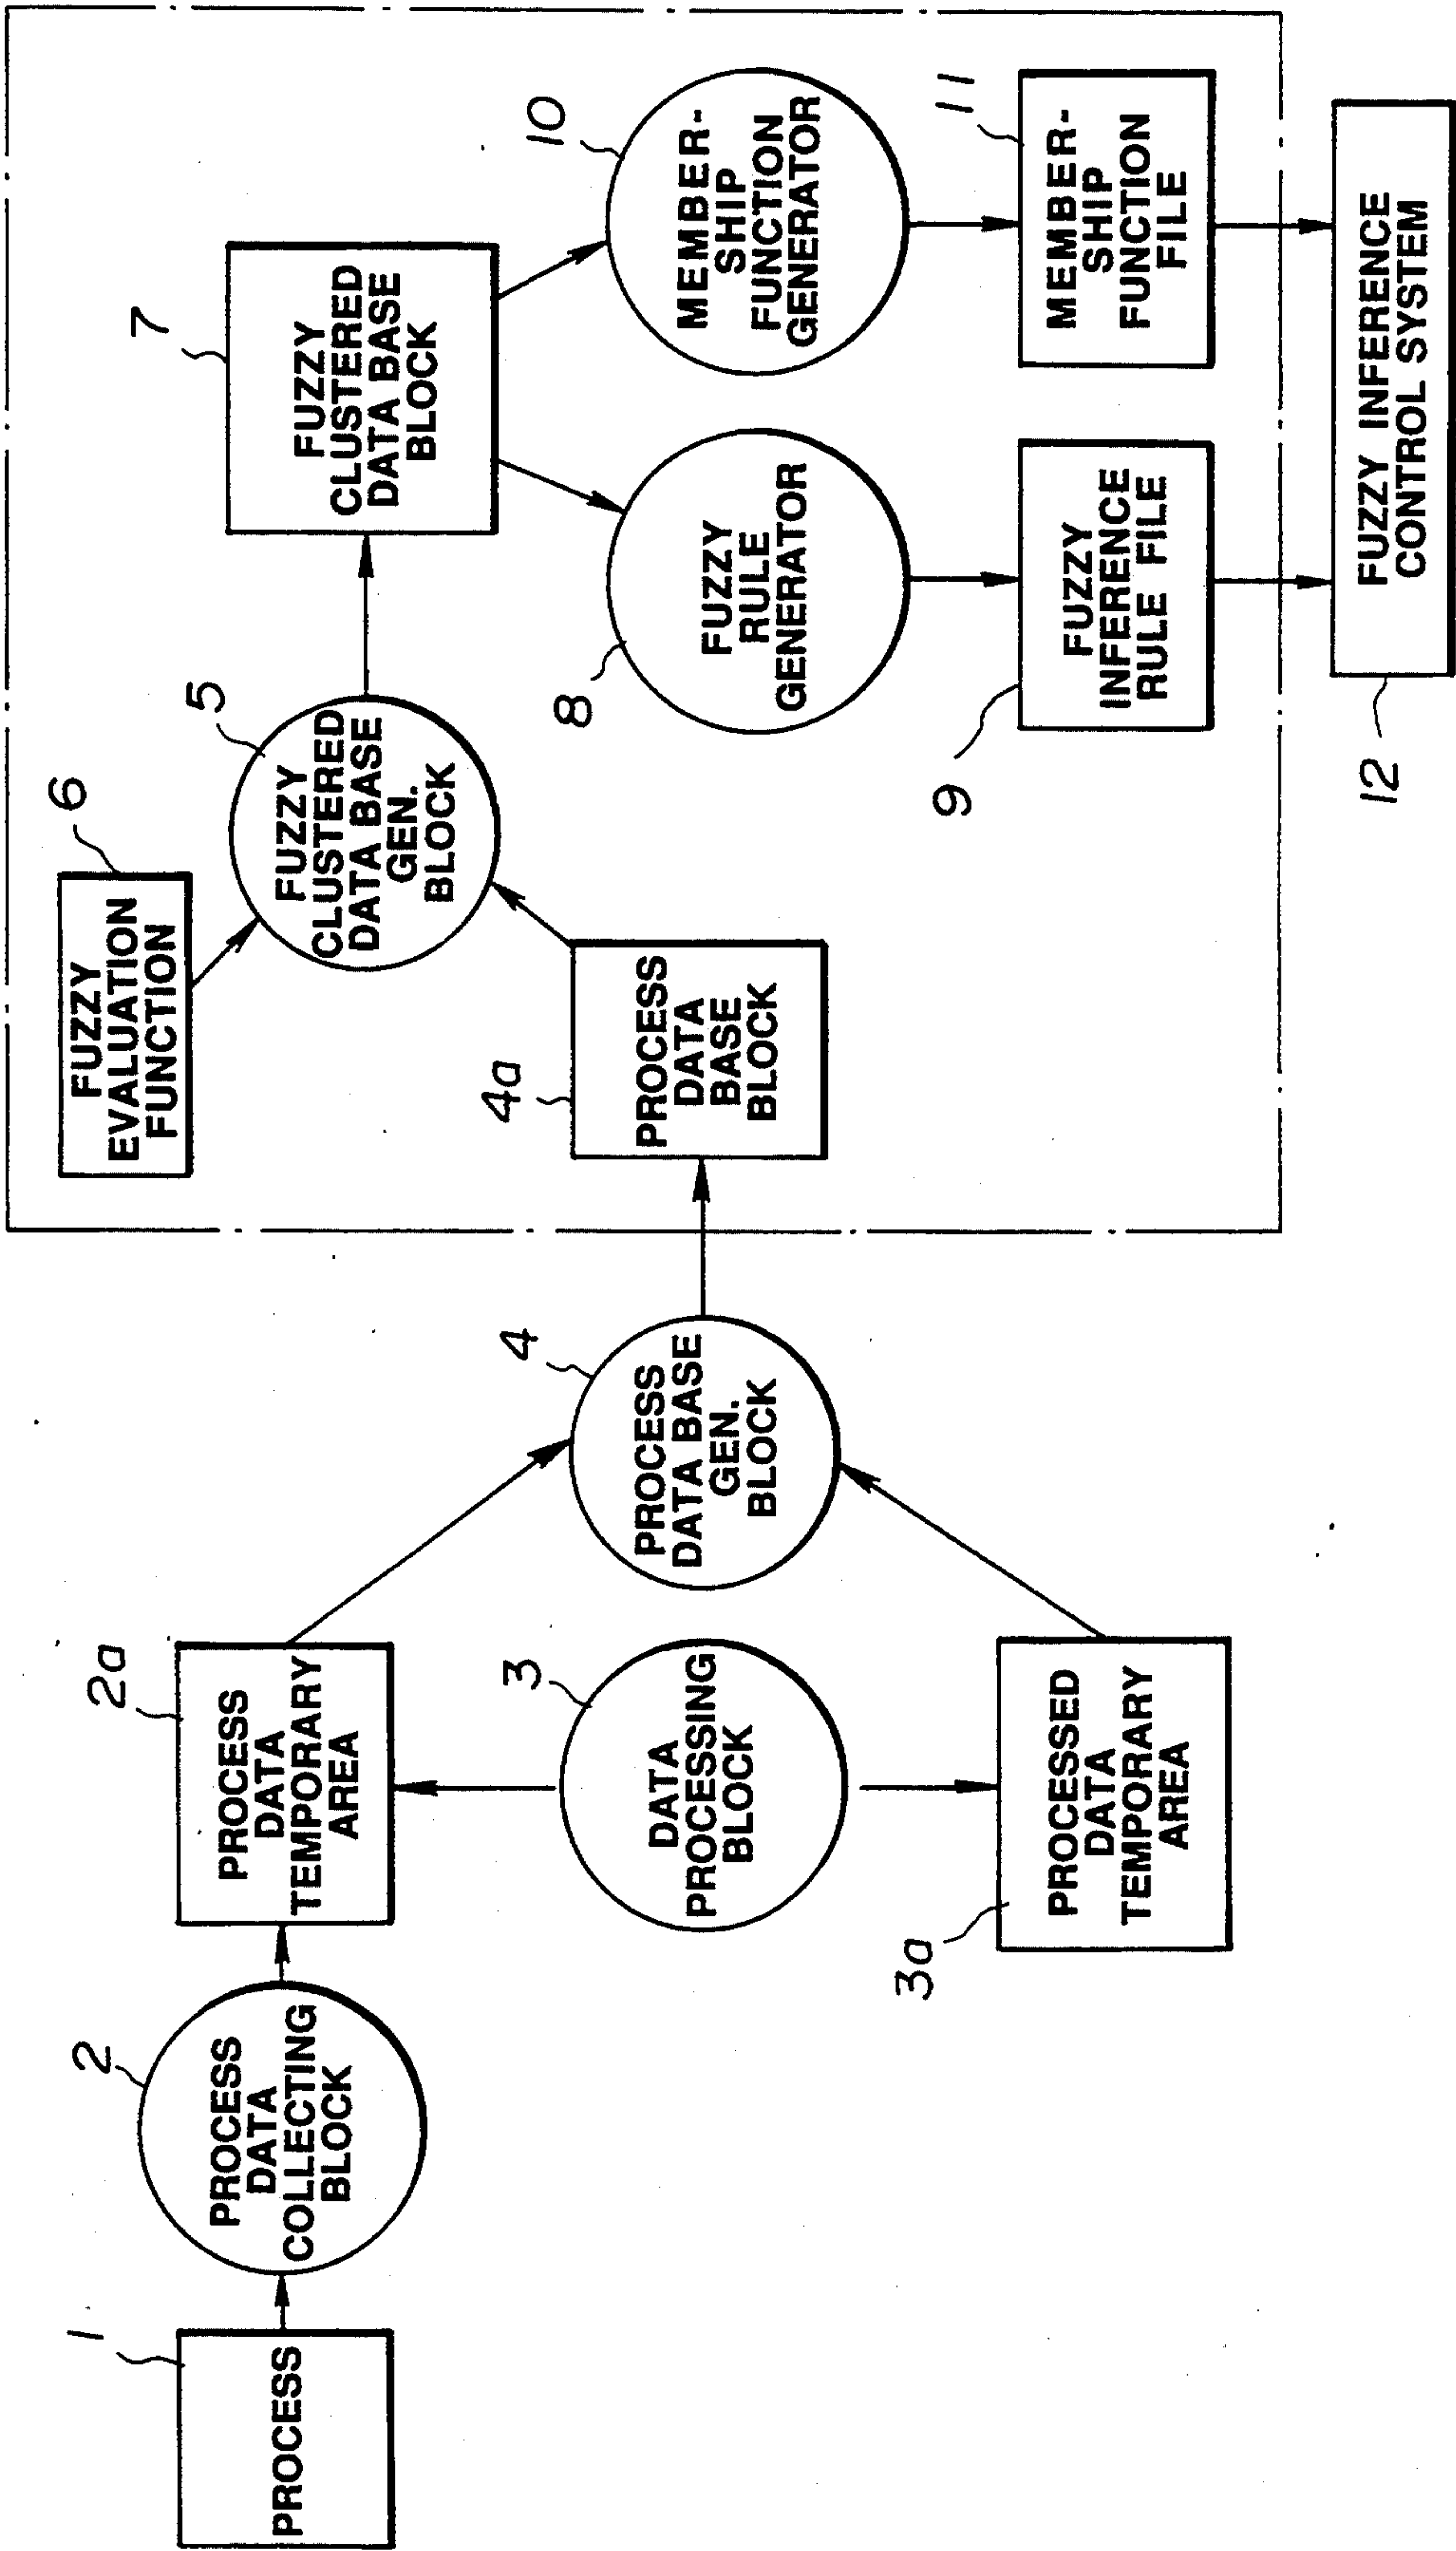 1
PROCESS
2
PROCESS
DATA
COLLECTING
BLOCK
2a
PROCESS
DATA
TEMPORARY
AREA
3
DATA
PROCESSING
BLOCK
3a
PROCESSED
DATA
TEMPORARY
AREA
4
PROCESS
DATA BASE
GEN.
BLOCK
4a
PROCESS
DATA
BASE
BLOCK
6
FUZZY
EVALUATION
FUNCTION
5
FUZZY
CLUSTERED
DATA BASE
GEN.
BLOCK
7
FUZZY
CLUSTERED
DATA BASE
BLOCK
8
FUZZY
RULE
GENERATOR
10
MEMBER-
SHIP
FUNCTION
GENERATOR
9
FUZZY
INFERENCE
RULE FILE
11
MEMBER-
SHIP
FUNCTION
FILE
12
FUZZY INFERENCE
CONTROL SYSTEM